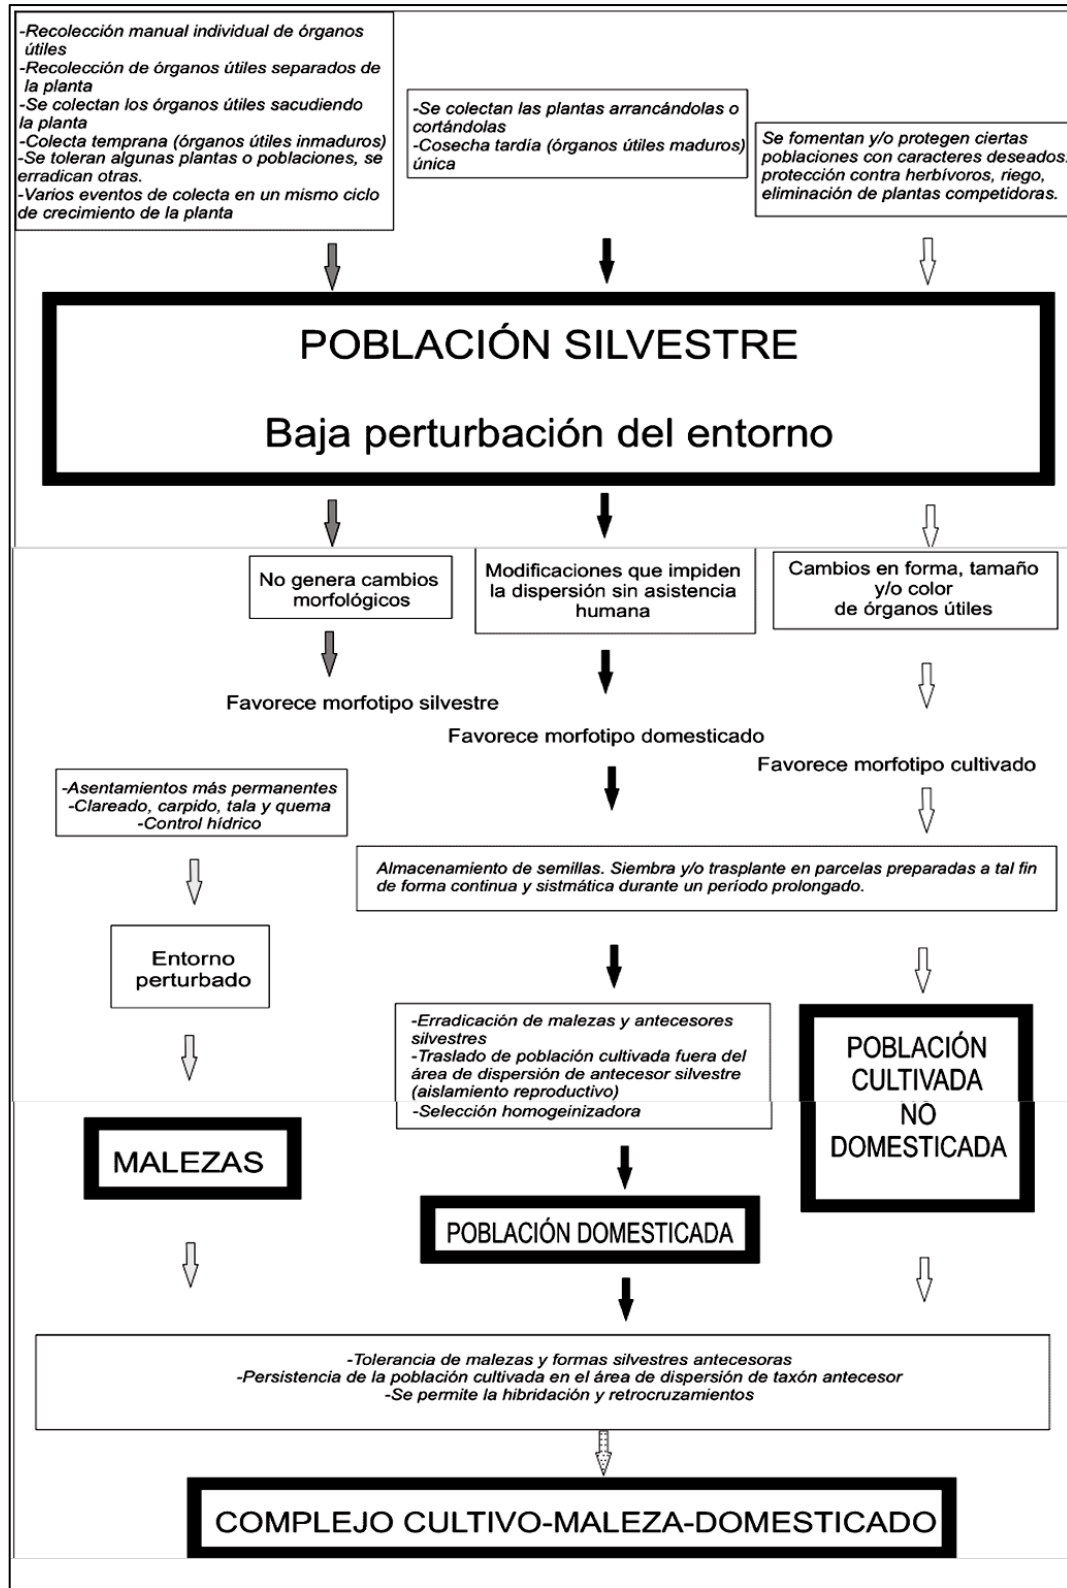 -Recolección manual individual de órganos
útiles
-Recolección de órganos útiles separados de
la planta
-Se colectan los órganos útiles sacudiendo
la planta
-Colecta temprana (órganos útiles inmaduros)
-Se toleran algunas plantas o poblaciones, se
erradican otras.
-Varios eventos de colecta en un mismo ciclo
de crecimiento de la planta
-Se colectan las plantas arrancándolas o
cortándolas
-Cosecha tardía (órganos útiles maduros)
única
Se fomentan y/o protegen ciertas
poblaciones con caracteres deseados:
protección contra herbívoros, riego,
eliminación de plantas competidoras.
POBLACIÓN SILVESTRE
Baja perturbación del entorno
No genera cambios
morfológicos
Modificaciones que impiden
la dispersión sin asistencia
humana
Cambios en forma, tamaño
y/o color
de órganos útiles
Favorece morfotipo silvestre
Favorece morfotipo domesticado
Favorece morfotipo cultivado
-Asentamientos más permanentes
-Clareado, carpido, tala y quema
-Control hídrico
Almacenamiento de semillas. Siembra y/o trasplante en parcelas preparadas a tal fin
de forma continua y sistmática durante un período prolongado.
Entorno
perturbado
-Erradicación de malezas y antecesores
silvestres
-Traslado de población cultivada fuera del
área de dispersión de antecesor silvestre
(aislamiento reproductivo)
-Selección homogeinizadora
POBLACIÓN
CULTIVADA
NO
DOMESTICADA
MALEZAS
POBLACIÓN DOMESTICADA
-Tolerancia de malezas y formas silvestres antecesoras
-Persistencia de la población cultivada en el área de dispersión de taxón antecesor
-Se permite la hibridación y retrocruzamientos
COMPLEJO CULTIVO-MALEZA-DOMESTICADO